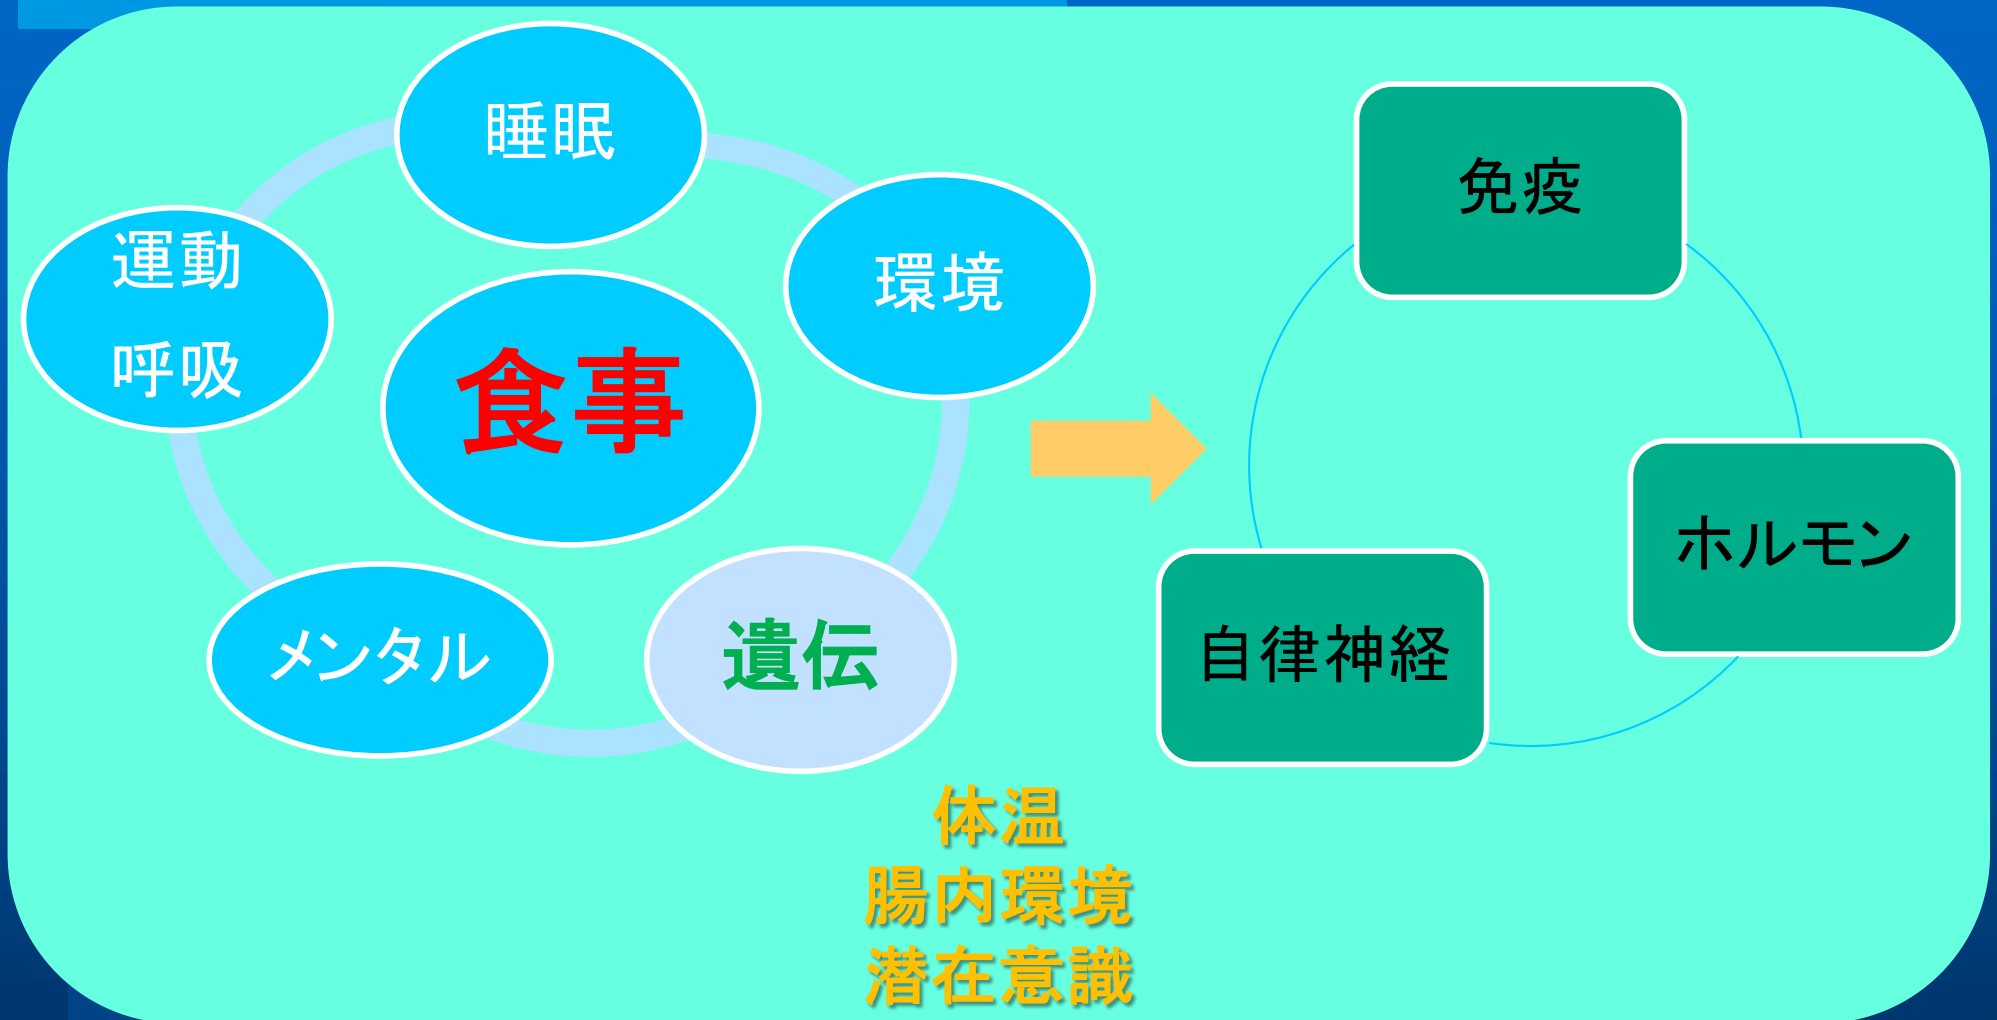 睡眠
環境
運動
呼吸
食事
メンタル
遺伝
免疫
ホルモン
自律神経
体温
腸内環境
潜在意識